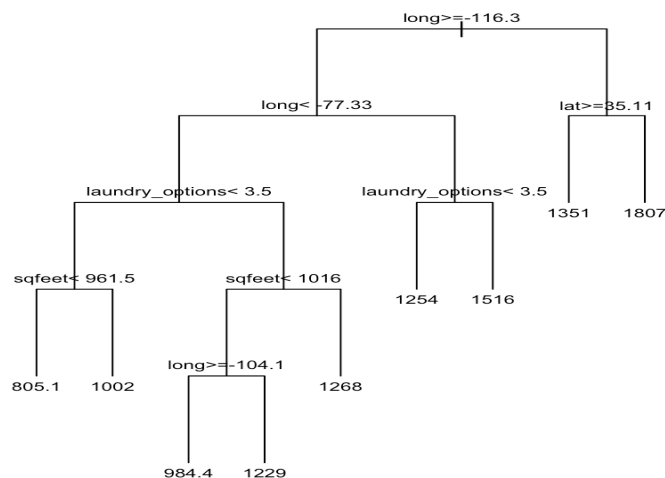 long>=-116.3
long< -77.33
lat>=35.11
laundry_options< 3.5
laundry_options< 3.5
1351
1807
sqfeet< 961.5
sqfeet< 1016
1254
1516
long>=-104.1
805.1
1002
1268
984.4
1229